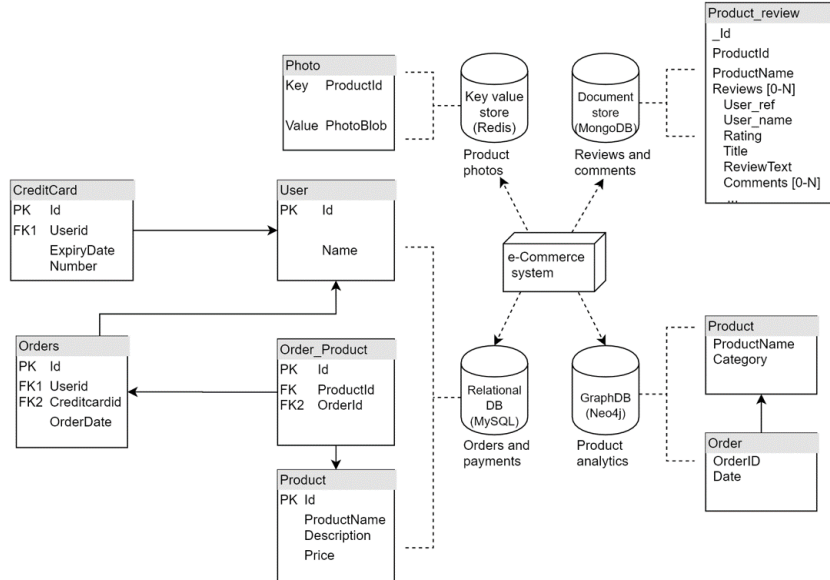 Photo
Key ProductId
Value PhotoBlob
Key value
store
(Redis)
Product
photos
Document
store
(MongoDB)
Reviews and
comments
Product_review
_Id
ProductId
ProductName
Reviews [0-N]
User_ref
User_name
Rating
Title
ReviewText
Comments [0-N]
...
CreditCard
PK Id
FK1 Userid
ExpiryDate
Number
User
PK Id
Name
e-Commerce
system
Orders
PK Id
FK1 Userid
FK2 Creditcardid
OrderDate
Order_Product
PK Id
FK ProductId
FK2 OrderId
Product
PK Id
ProductName
Description
Price
Relational
DB
(MySQL)
Orders and
payments
GraphDB
(Neo4j)
Product
analytics
Product
ProductName
Category
Order
OrderID
Date